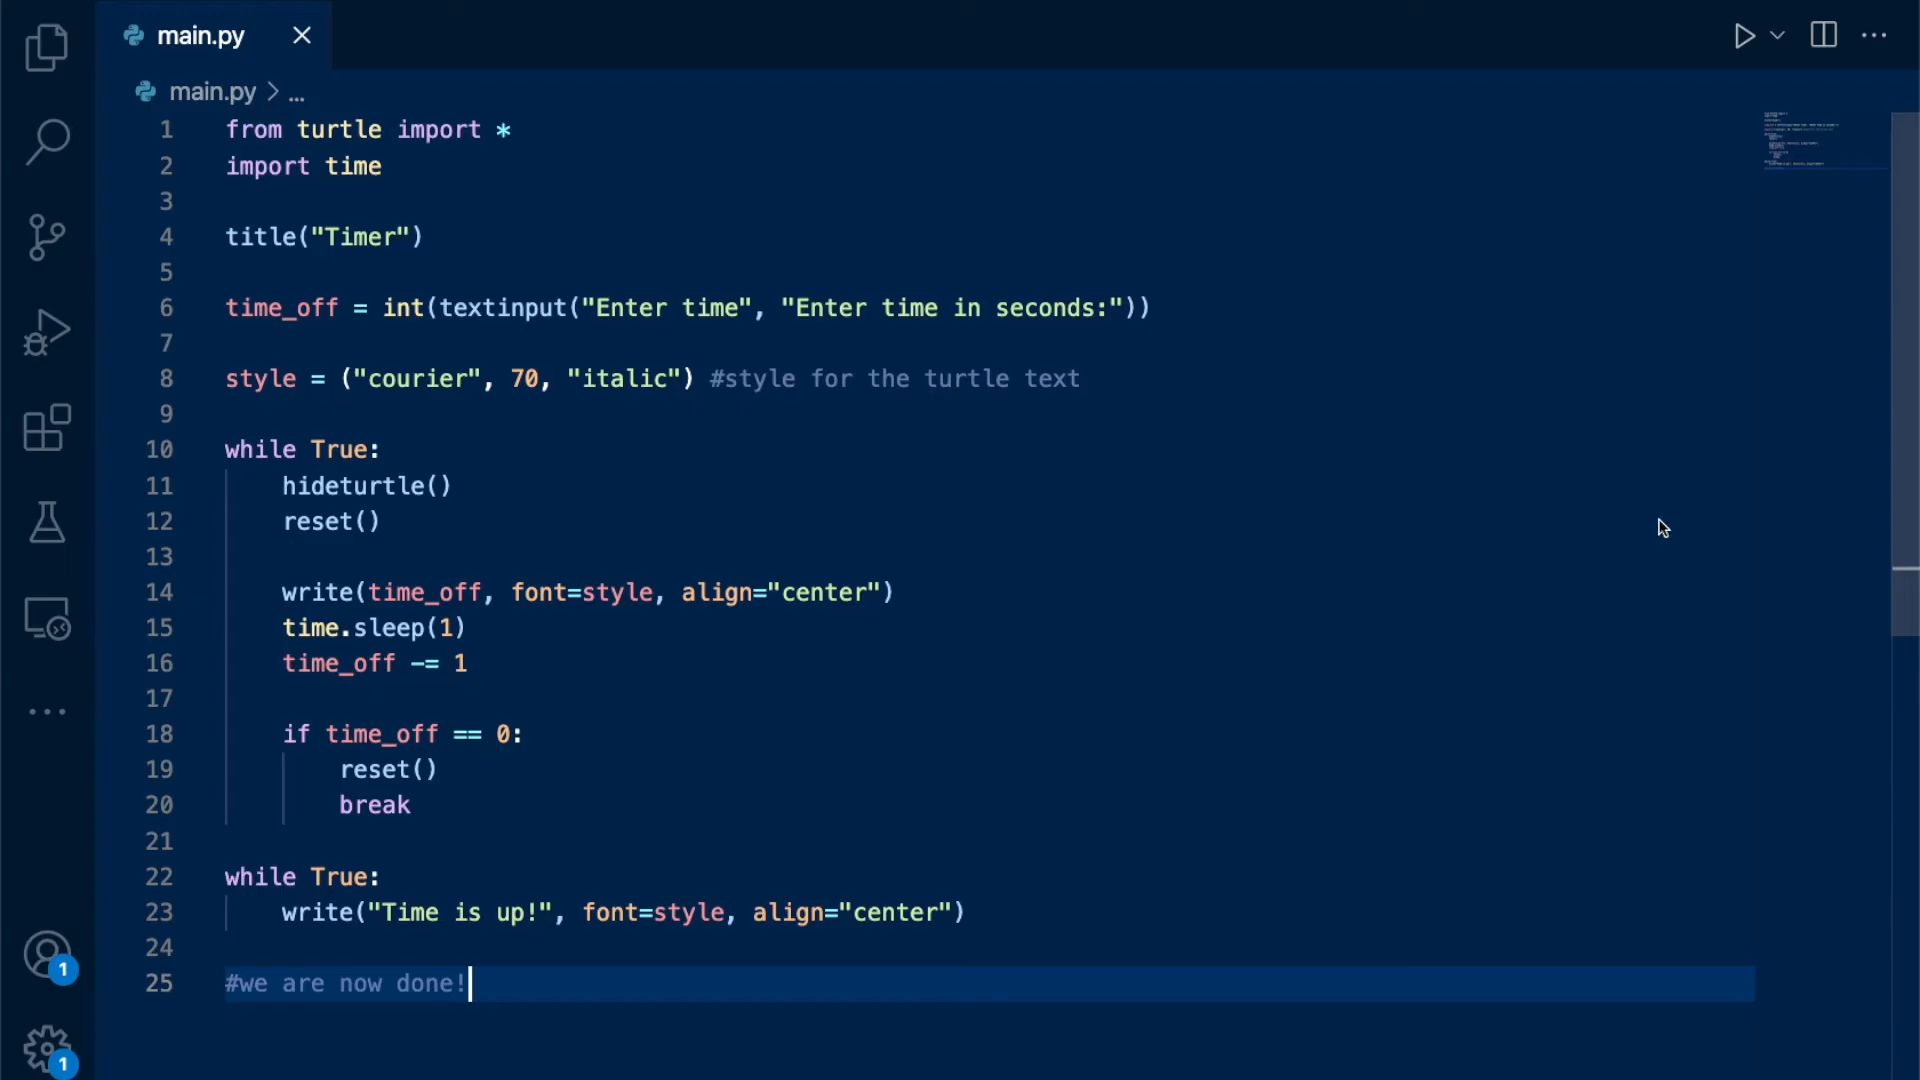 main.py
main.py > ...
1 from turtle import *
2 import time
3
4 title("Timer")
5
6 time_off = int(textinput("Enter time", "Enter time in seconds:"))
7
8 style = ("courier", 70, "italic") #style for the turtle text
9
10 while True:
11     hideturtle()
12     reset()
13
14     write(time_off, font=style, align="center")
15     time.sleep(1)
16     time_off -= 1
17
18     if time_off == 0:
19         reset()
20         break
21
22 while True:
23     write("Time is up!", font=style, align="center")
24
25 #we are now done!
1
1